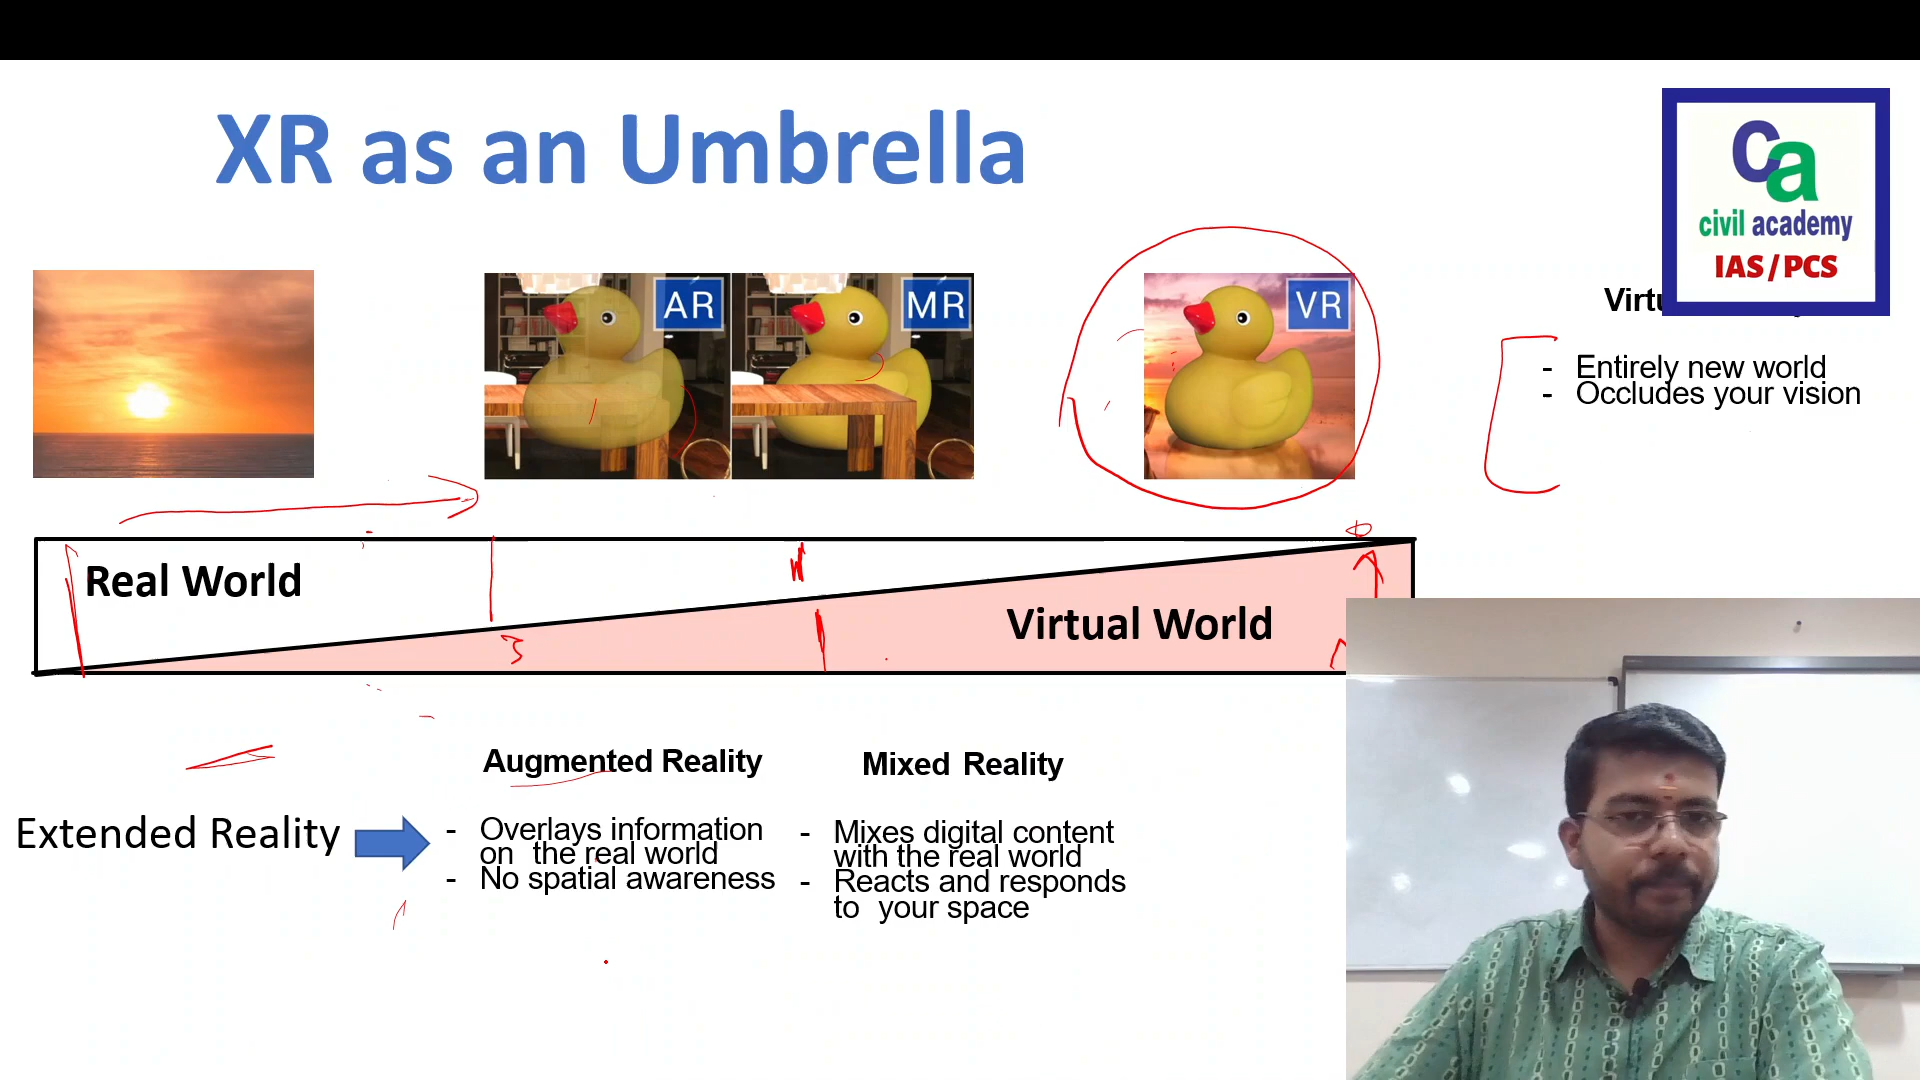 XR as an Umbrella
ca
civil academy
IAS/PCS
AR
MR
VR
- Entirely new world
- Occludes your vision
Real World
Virtual World
Extended Reality
Augmented Reality
- Overlays information
on the real world
- No spatial awareness
Mixed Reality
- Mixes digital content
with the real world
- Reacts and responds
to your space